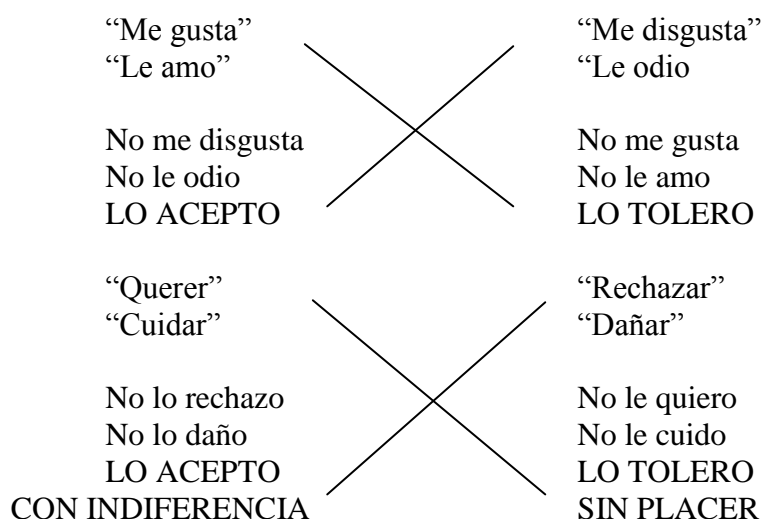 “Me gusta”
“Le amo”
No me disgusta
No le odio
LO ACEPTO
“Me disgusta”
“Le odio
No me gusta
No le amo
LO TOLERO
“Querer”
“Cuidar”
No lo rechazo
No lo daño
LO ACEPTO
CON INDIFERENCIA
“Rechazar”
“Dañar”
No le quiero
No le cuido
LO TOLERO
SIN PLACER